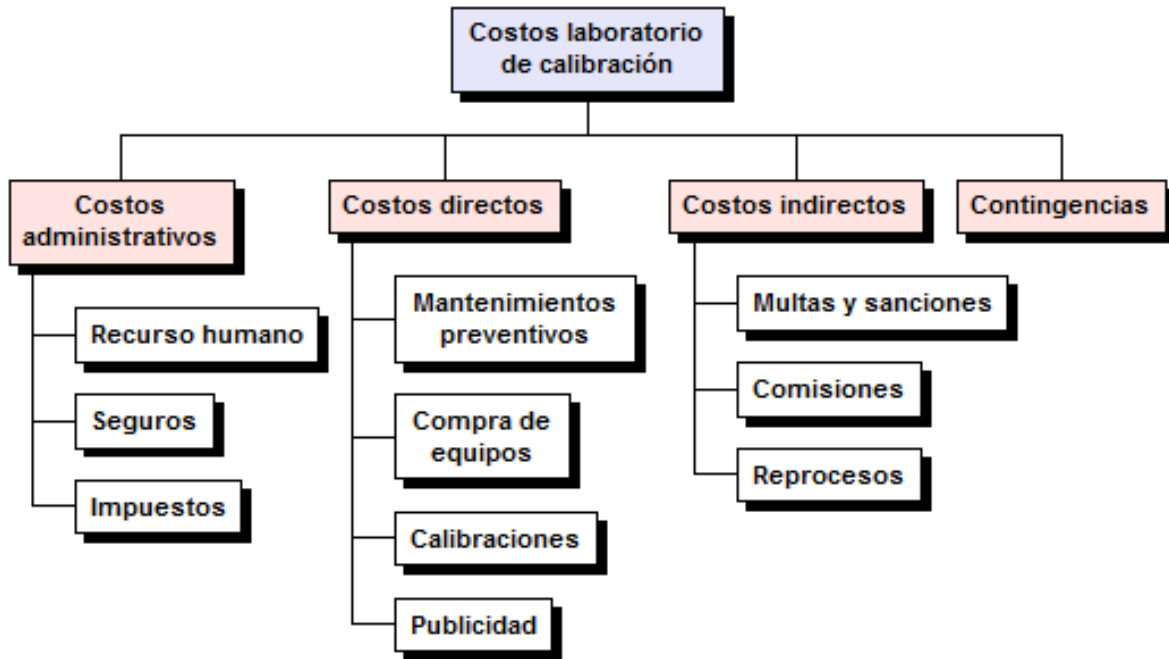 Costos laboratorio
de calibración
Costos
administrativos
Recurso humano
Seguros
Impuestos
Costos directos
Mantenimientos
preventivos
Compra de
equipos
Calibraciones
Publicidad
Costos indirectos
Multas y sanciones
Comisiones
Reprocesos
Contingencias